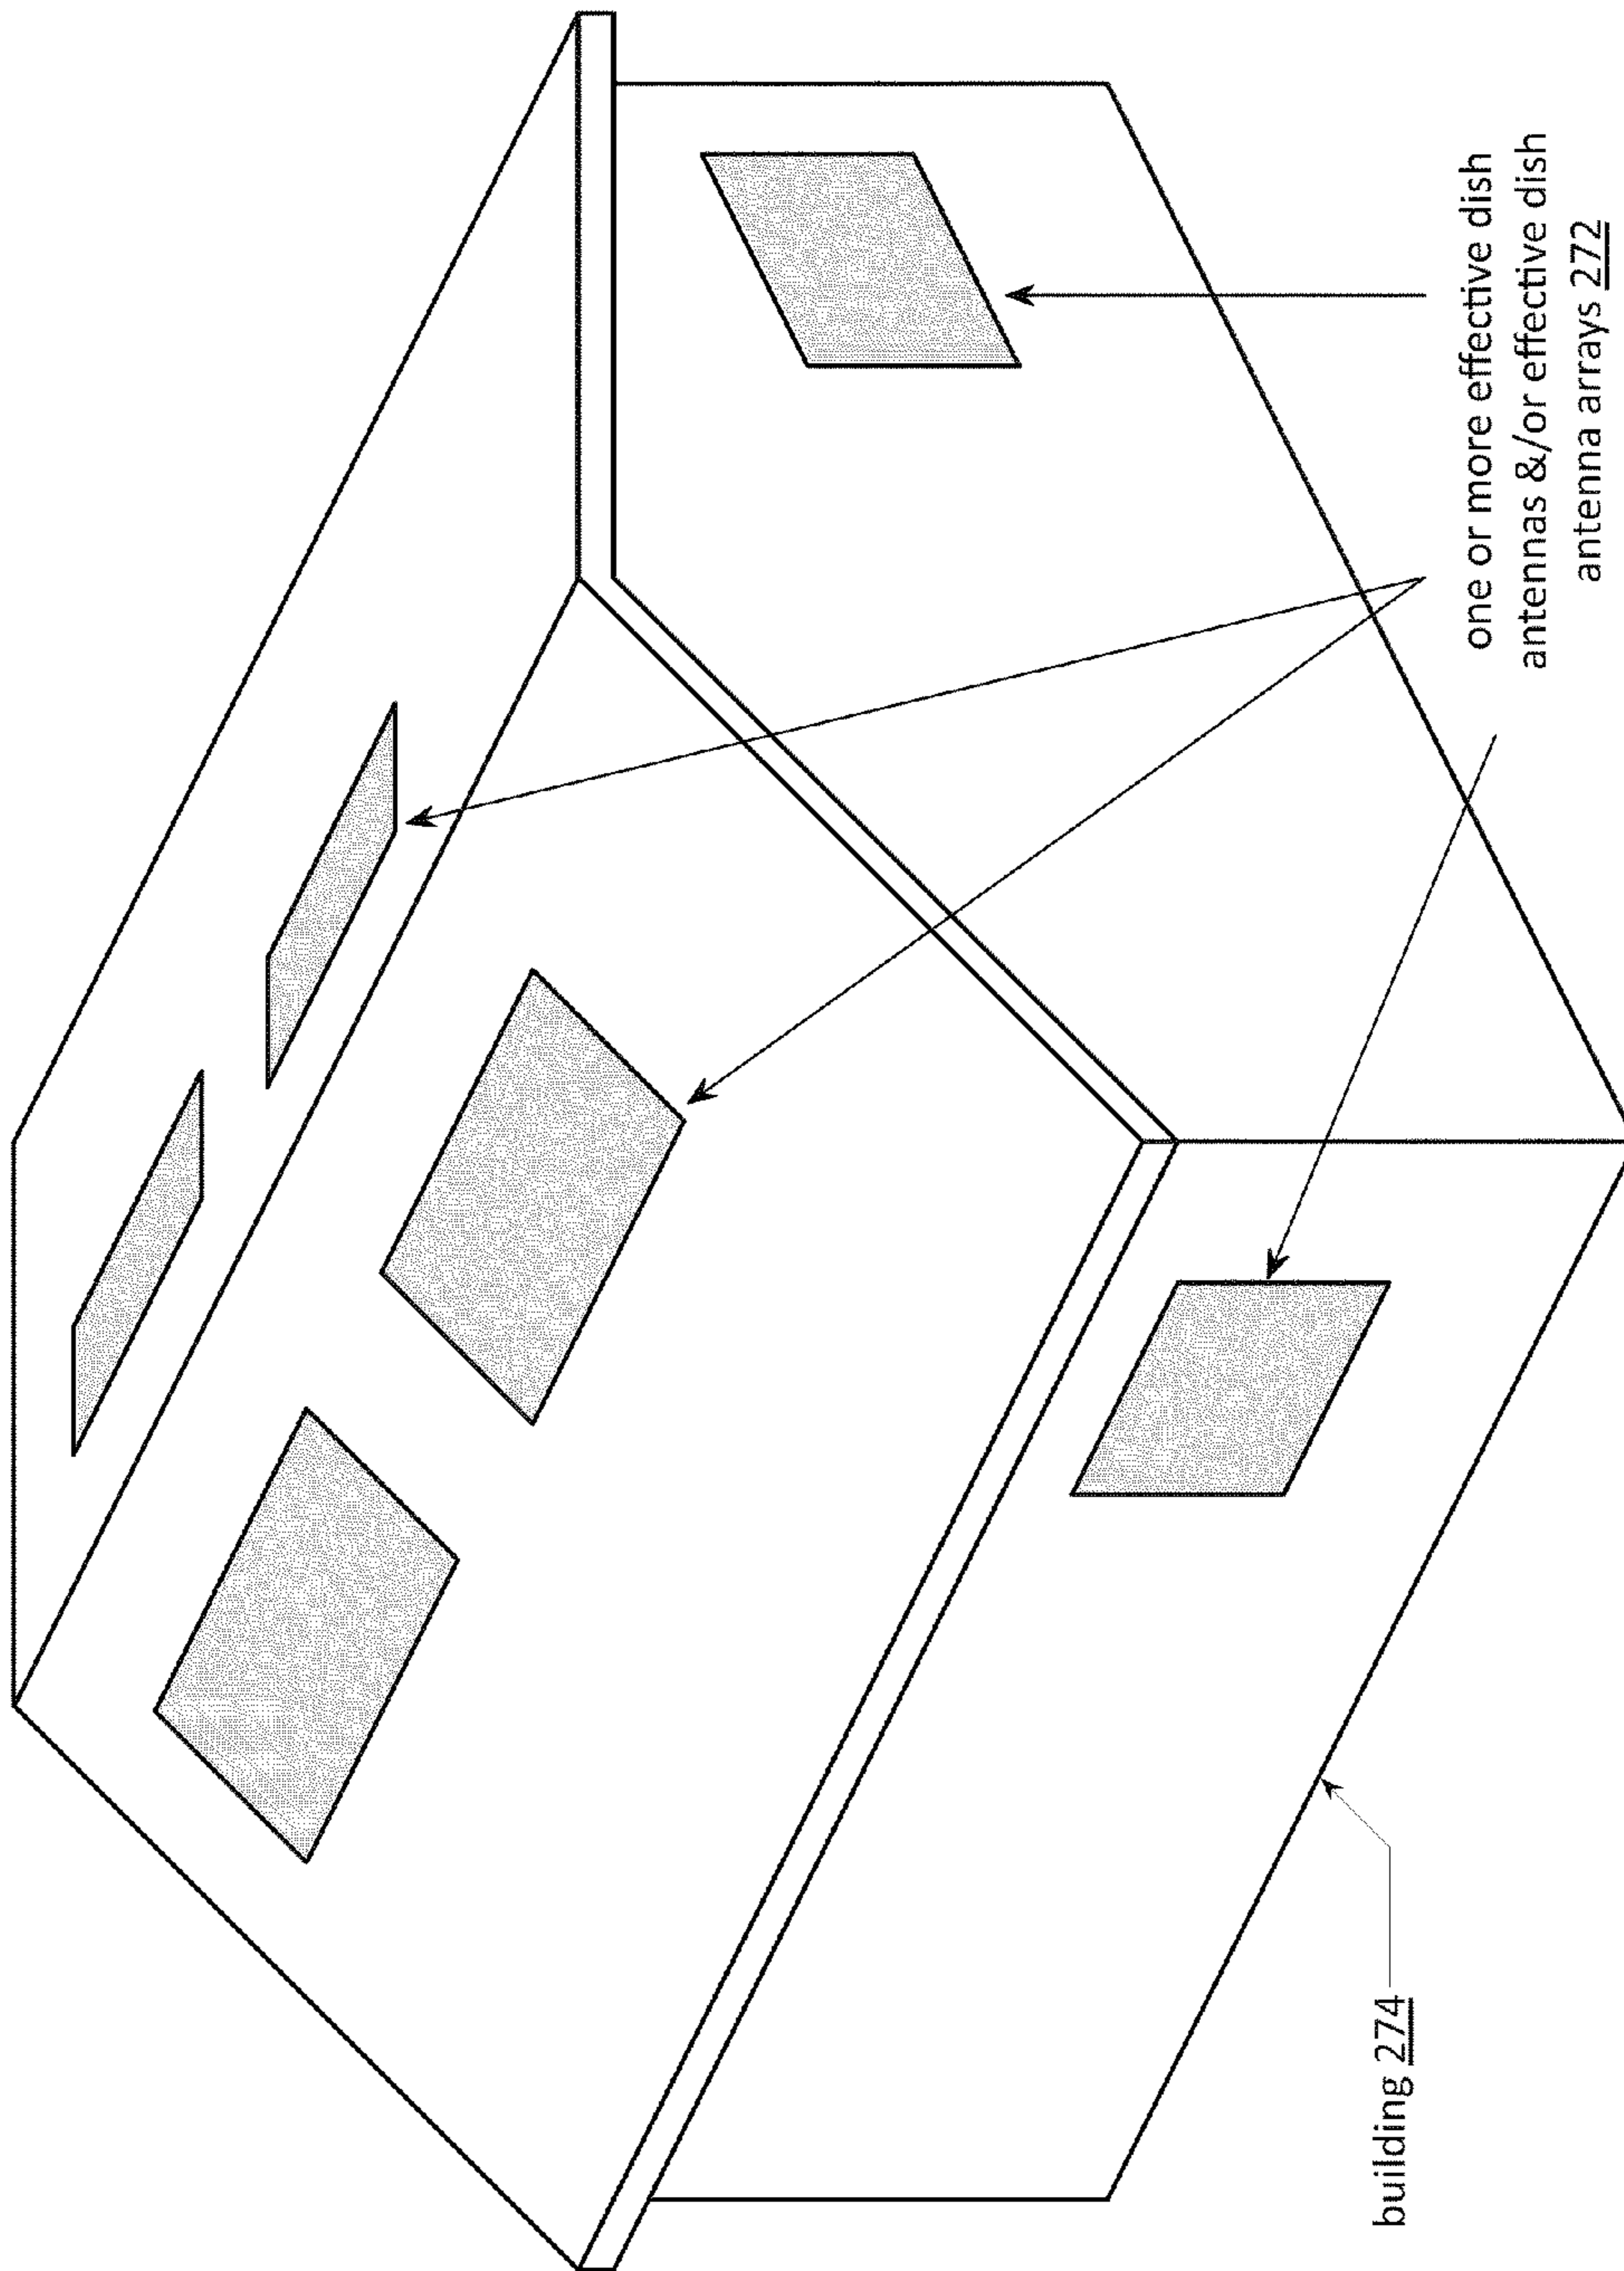 one or more effective dish
antennas &/or effective dish
antenna arrays 272
building 274